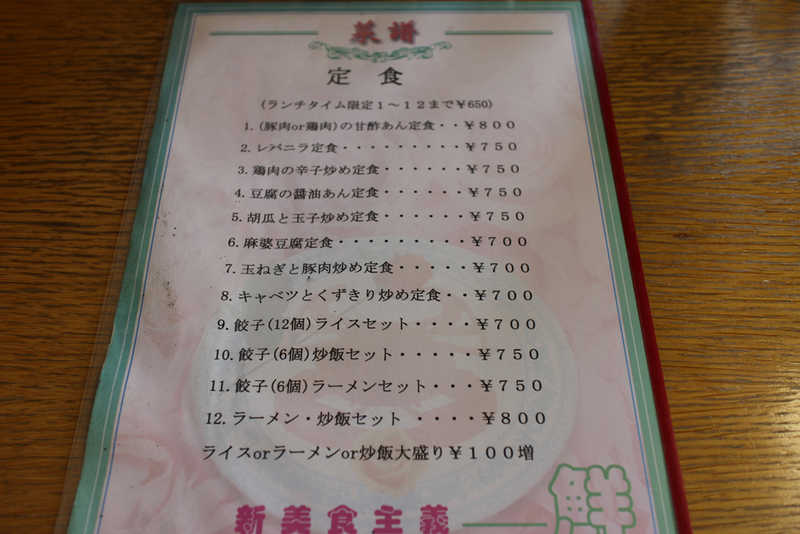 菜譜
定 食
(ランチタイム限定１～１２まで￥650)
1. (豚肉or鶏肉)の甘酢あん定食・・￥８００
2. レバニラ定食・・・・・・・・・￥７５０
3. 鶏肉の辛子炒め定食・・・・・・￥７５０
4. 豆腐の醤油あん定食・・・・・・￥７５０
5. 胡瓜と玉子炒め定食・・・・・・￥７５０
6. 麻婆豆腐定食・・・・・・・・・￥７００
7. 玉ねぎと豚肉炒め定食・・・・・￥７００
8. キャベツとくずきり炒め定食・・￥７００
9. 餃子(12個)ライスセット・・・・￥７００
10. 餃子(6個)炒飯セット・・・・・￥７５０
11. 餃子(6個)ラーメンセット・・・￥７５０
12. ラーメン・炒飯セット ・・・・￥８００
ライスorラーメンor炒飯大盛り￥１００増
新美食主義
鮮